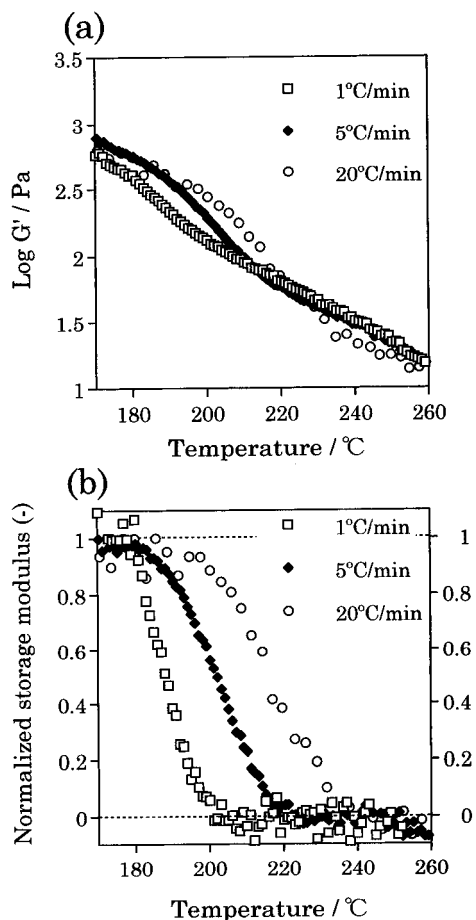 (a)
3.5
3
2.5
2
1.5
1
Log G' / Pa
1°C/min
5°C/min
20°C/min
180 200 220 240 260
Temperature / ℃
(b)
1
0.8
0.6
0.4
0.2
0
Normalized storage modulus (-)
1°C/min
5°C/min
20°C/min
1
0.8
0.6
0.4
0.2
0
180 200 220 240 260
Temperature / ℃